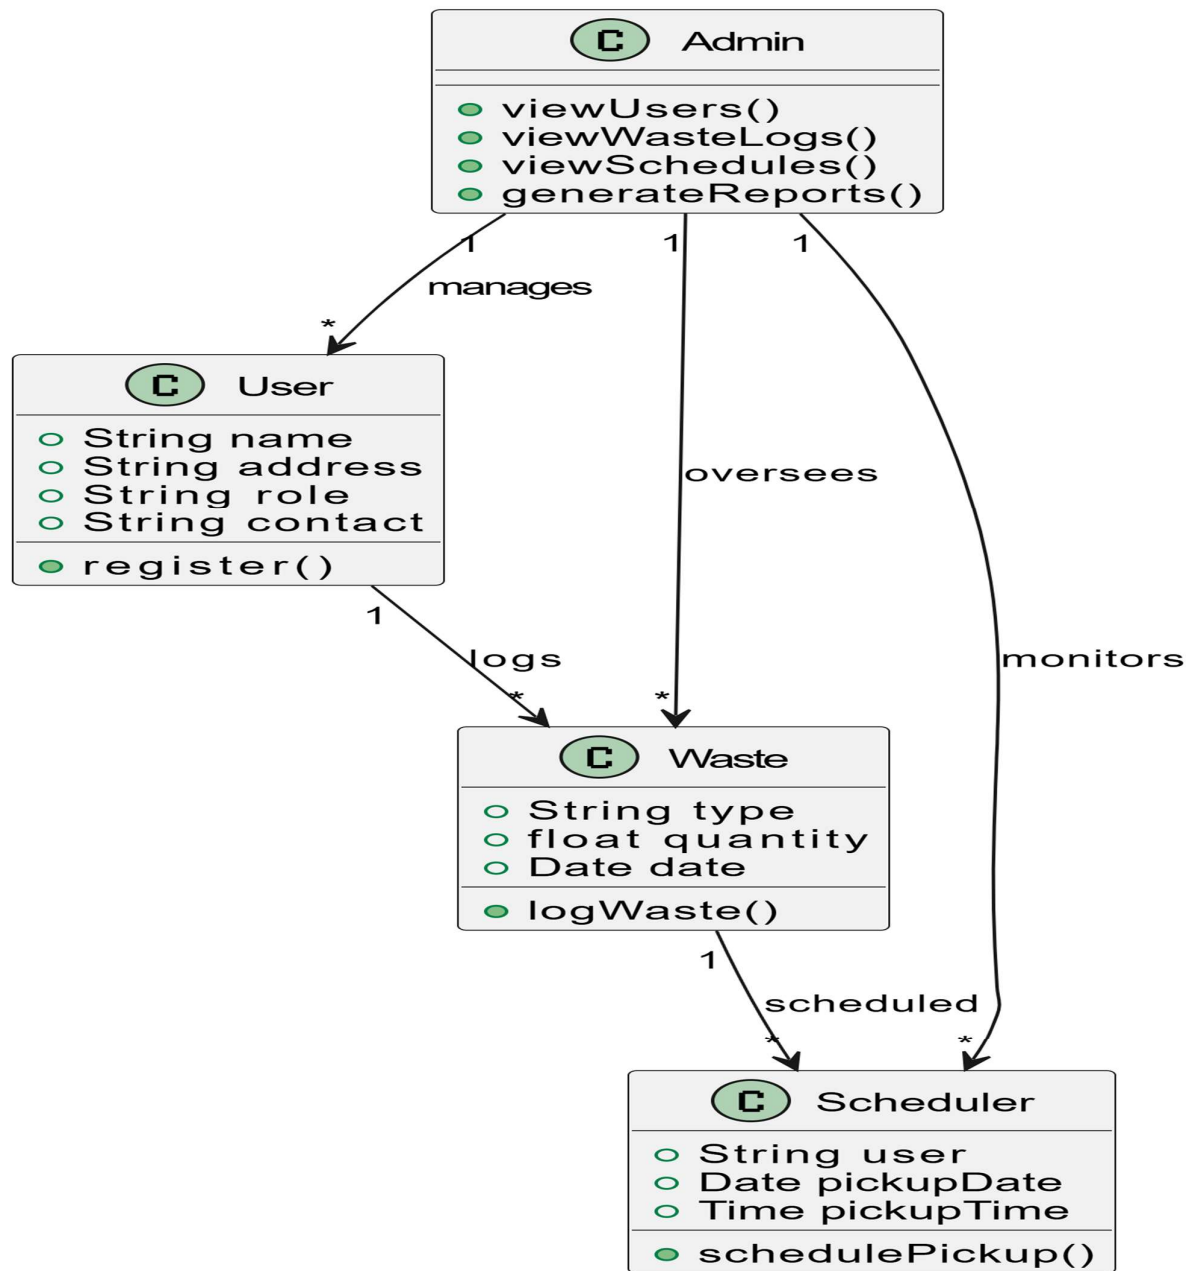 C Admin
viewUsers()
viewWasteLogs()
viewSchedules()
generateReports()
1
1
1
manages
*
C User
String name
String address
String role
String contact
register()
oversees
1
logs
monitors
*
*
C Waste
String type
float quantity
Date date
logWaste()
1
scheduled
*
*
C Scheduler
String user
Date pickupDate
Time pickupTime
schedulePickup()